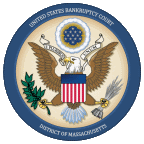 UNITED STATES BANKRUPTCY COURT
DISTRICT OF MASSACHUSETTS